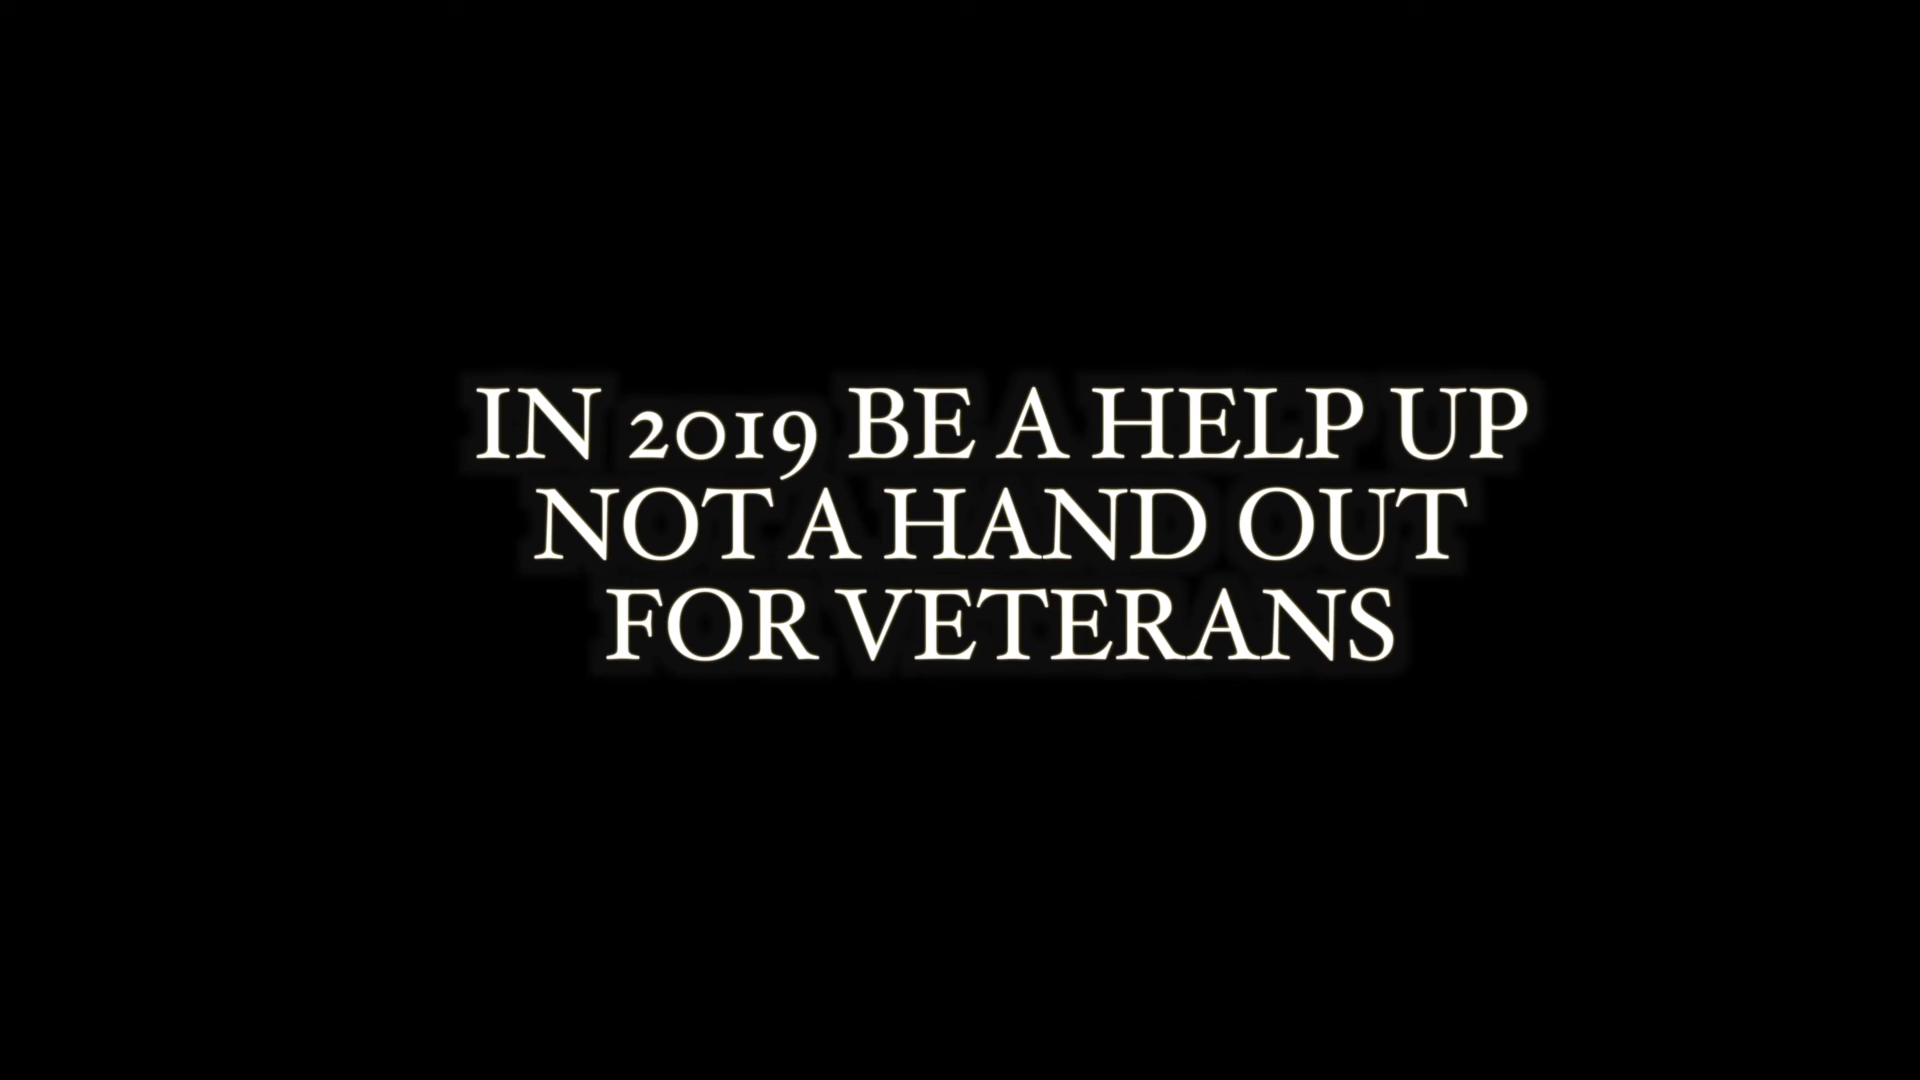 IN 2019 BE A HELP UP
NOT A HAND OUT
FOR VETERANS